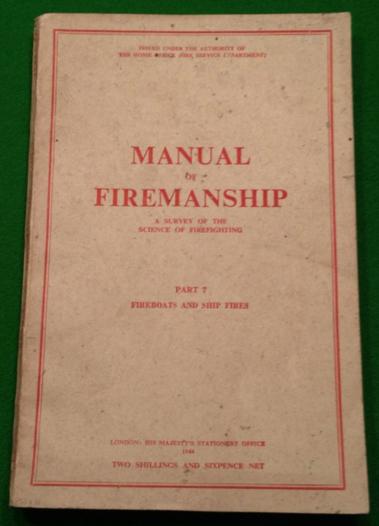 ISSUED UNDER THE AUTHORITY OF
THE HOME OFFICE (FIRE SERVICE DEPARTMENT)
MANUAL
OF
FIREMANSHIP
A SURVEY OF THE
SCIENCE OF FIREFIGHTING
PART 7
FIREBOATS AND SHIP FIRES
LONDON: HIS MAJESTY'S STATIONERY OFFICE
1944
TWO SHILLINGS AND SIXPENCE NET